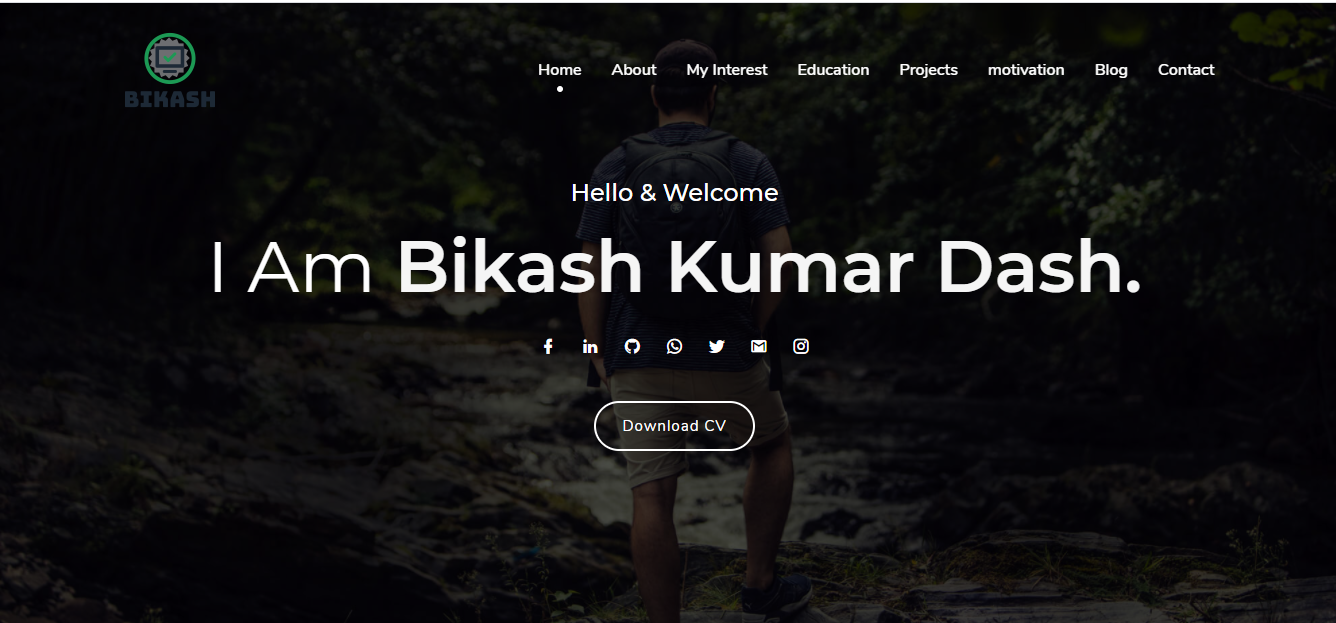 BIKASH
Home About My Interest Education Projects motivation Blog Contact
Hello & Welcome
I Am Bikash Kumar Dash.
Download CV